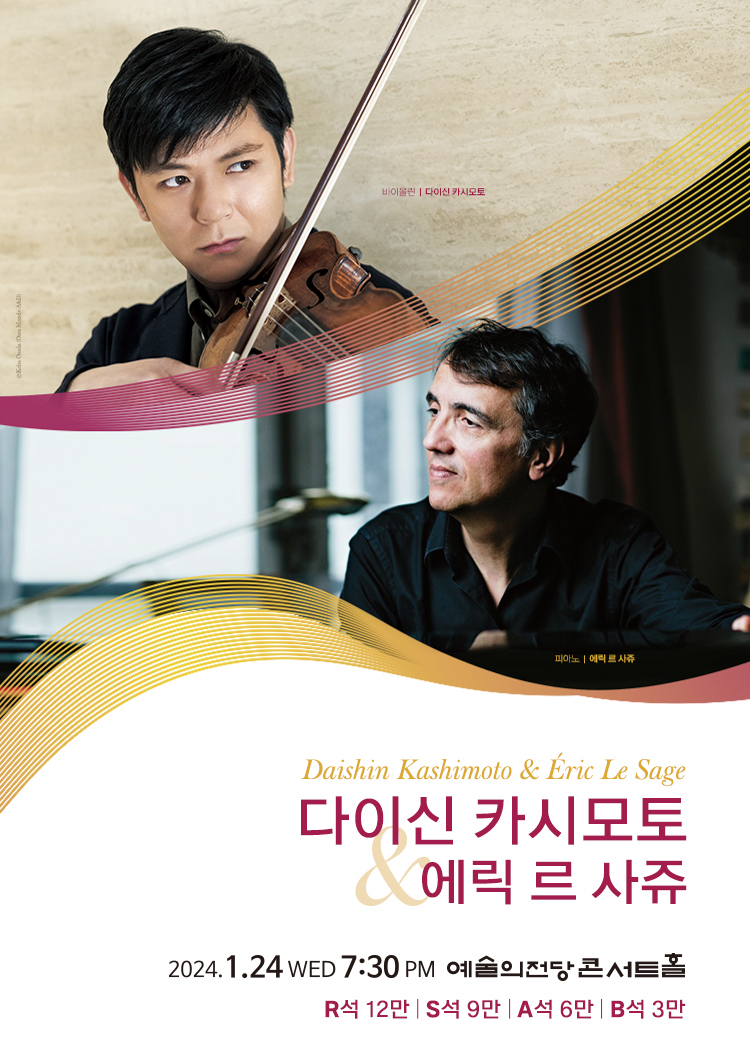 바이올린 | 다이신 카시모토
피아노 | 에릭 르 사쥬
Daishin Kashimoto & Éric Le Sage
다이신 카시모토
& 에릭 르 사쥬
2024.1.24 WED 7:30 PM 예술의전당 콘서트홀
R석 12만 | S석 9만 | A석 6만 | B석 3만